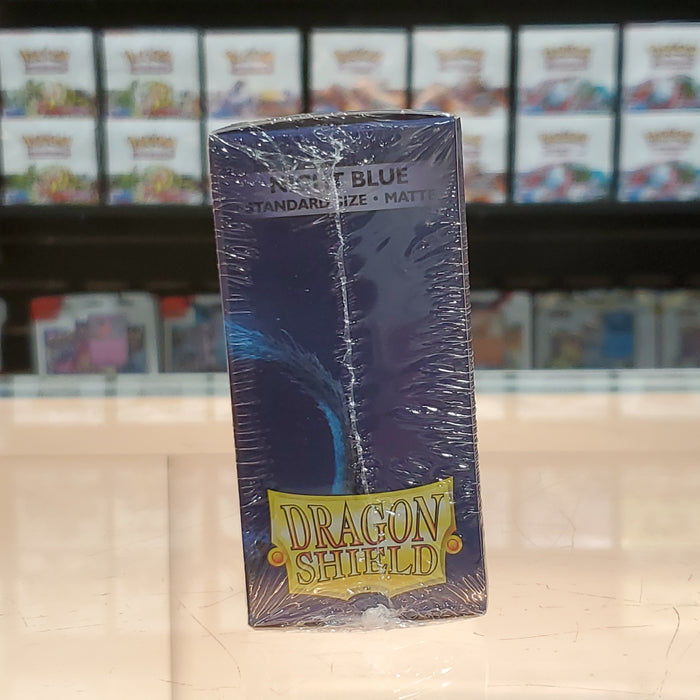 NIGHT BLUE
STANDARD SIZE • MATTE
DRAGON
SHIELD